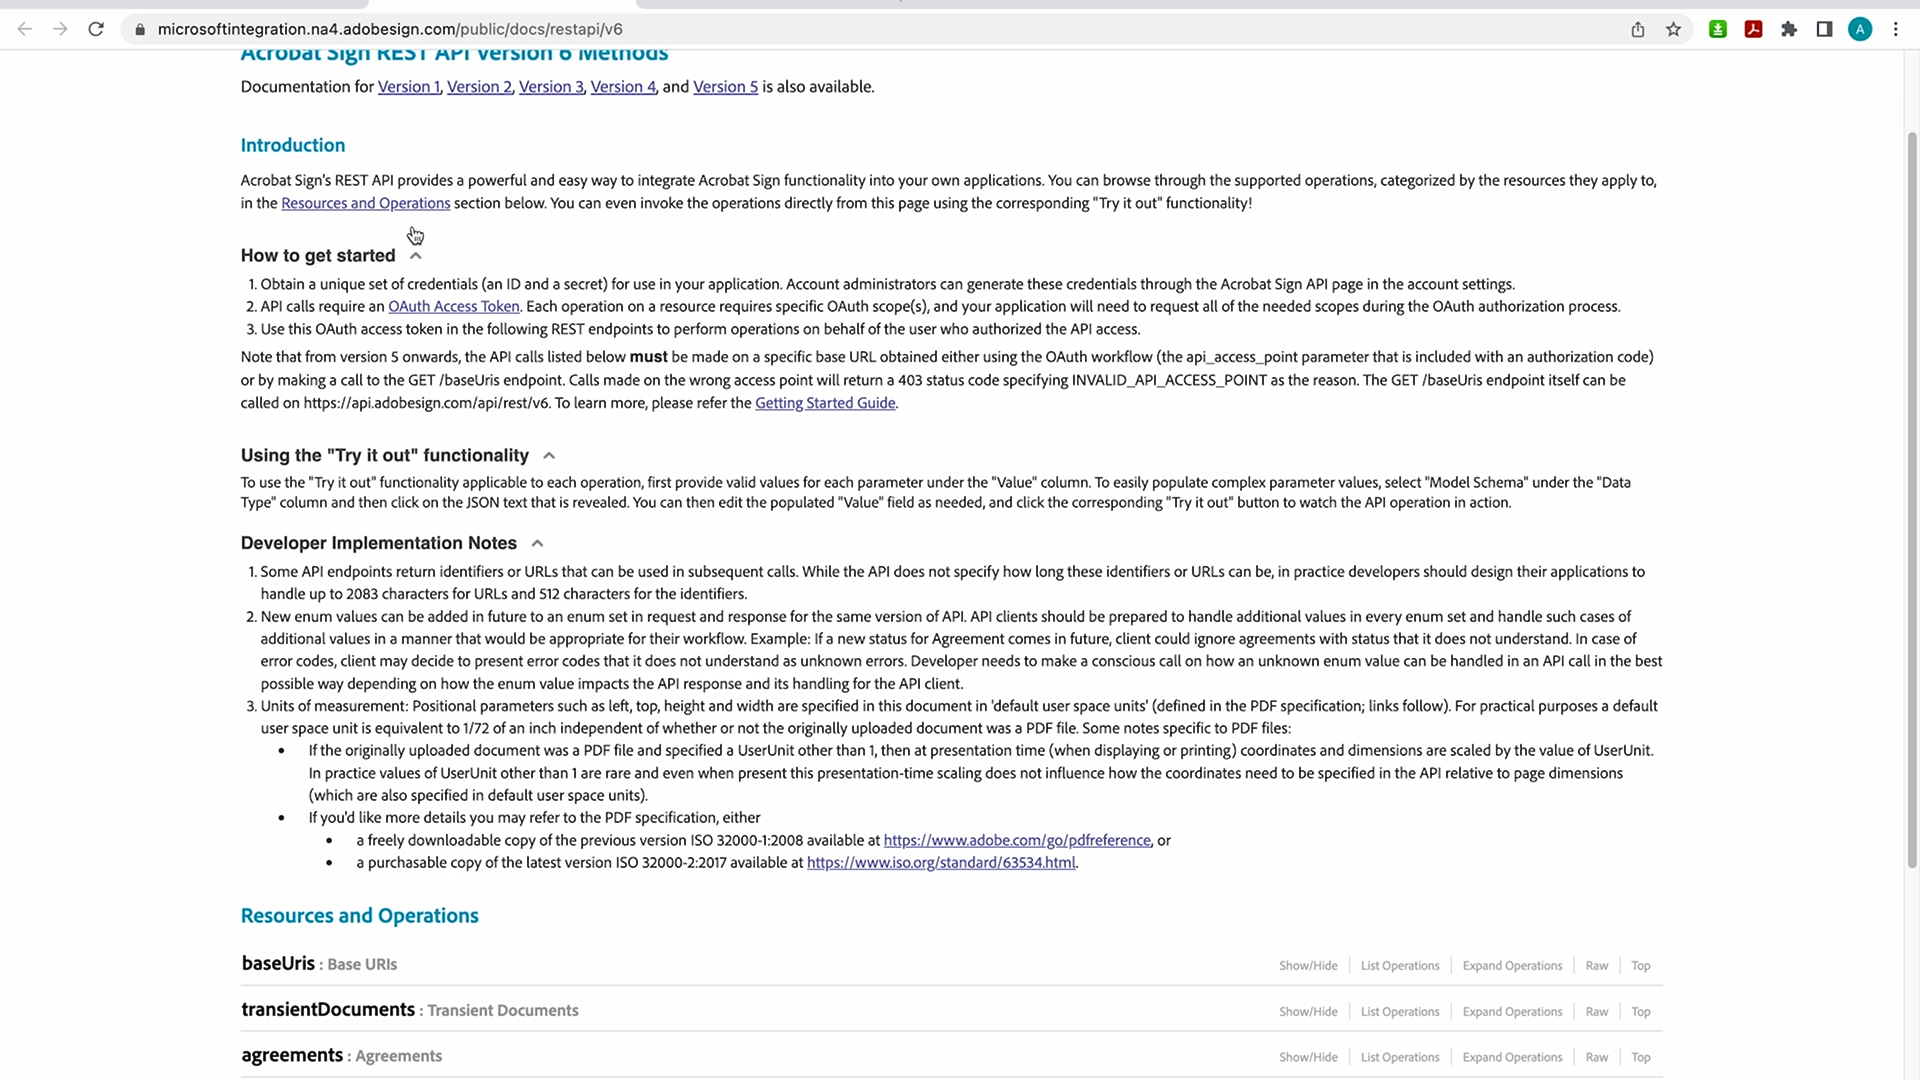 microsoftintegration.na4.adobesign.com/public/docs/restapi/v6
A
Acrobat Sign REST API Version 6 Methods
Documentation for Version 1, Version 2, Version 3, Version 4, and Version 5 is also available.
Introduction
Acrobat Sign's REST API provides a powerful and easy way to integrate Acrobat Sign functionality into your own applications. You can browse through the supported operations, categorized by the resources they apply to,
in the Resources and Operations section below. You can even invoke the operations directly from this page using the corresponding "Try it out" functionality!
How to get started
1. Obtain a unique set of credentials (an ID and a secret) for use in your application. Account administrators can generate these credentials through the Acrobat Sign API page in the account settings.
2. API calls require an OAuth Access Token. Each operation on a resource requires specific OAuth scope(s), and your application will need to request all of the needed scopes during the OAuth authorization process.
3. Use this OAuth access token in the following REST endpoints to perform operations on behalf of the user who authorized the API access.
Note that from version 5 onwards, the API calls listed below must be made on a specific base URL obtained either using the OAuth workflow (the api_access_point parameter that is included with an authorization code)
or by making a call to the GET /baseUris endpoint. Calls made on the wrong access point will return a 403 status code specifying INVALID_API_ACCESS_POINT as the reason. The GET /baseUris endpoint itself can be
called on https://api.adobesign.com/api/rest/v6. To learn more, please refer the Getting Started Guide.
Using the "Try it out" functionality
To use the "Try it out" functionality applicable to each operation, first provide valid values for each parameter under the "Value" column. To easily populate complex parameter values, select "Model Schema" under the "Data
Type" column and then click on the JSON text that is revealed. You can then edit the populated "Value" field as needed, and click the corresponding "Try it out" button to watch the API operation in action.
Developer Implementation Notes
1. Some API endpoints return identifiers or URLs that can be used in subsequent calls. While the API does not specify how long these identifiers or URLs can be, in practice developers should design their applications to
handle up to 2083 characters for URLs and 512 characters for the identifiers.
2. New enum values can be added in future to an enum set in request and response for the same version of API. API clients should be prepared to handle additional values in every enum set and handle such cases of
additional values in a manner that would be appropriate for their workflow. Example: If a new status for Agreement comes in future, client could ignore agreements with status that it does not understand. In case of
error codes, client may decide to present error codes that it does not understand as unknown errors. Developer needs to make a conscious call on how an unknown enum value can be handled in an API call in the best
possible way depending on how the enum value impacts the API response and its handling for the API client.
3. Units of measurement: Positional parameters such as left, top, height and width are specified in this document in 'default user space units' (defined in the PDF specification; links follow). For practical purposes a default
user space unit is equivalent to 1/72 of an inch independent of whether or not the originally uploaded document was a PDF file. Some notes specific to PDF files:
• If the originally uploaded document was a PDF file and specified a UserUnit other than 1, then at presentation time (when displaying or printing) coordinates and dimensions are scaled by the value of UserUnit.
In practice values of UserUnit other than 1 are rare and even when present this presentation-time scaling does not influence how the coordinates need to be specified in the API relative to page dimensions
(which are also specified in default user space units).
• If you'd like more details you may refer to the PDF specification, either
• a freely downloadable copy of the previous version ISO 32000-1:2008 available at https://www.adobe.com/go/pdfreference, or
• a purchasable copy of the latest version ISO 32000-2:2017 available at https://www.iso.org/standard/63534.html.
Resources and Operations
baseUris : Base URIs Show/Hide List Operations Expand Operations Raw Top
transientDocuments : Transient Documents Show/Hide List Operations Expand Operations Raw Top
agreements : Agreements Show/Hide List Operations Expand Operations Raw Top